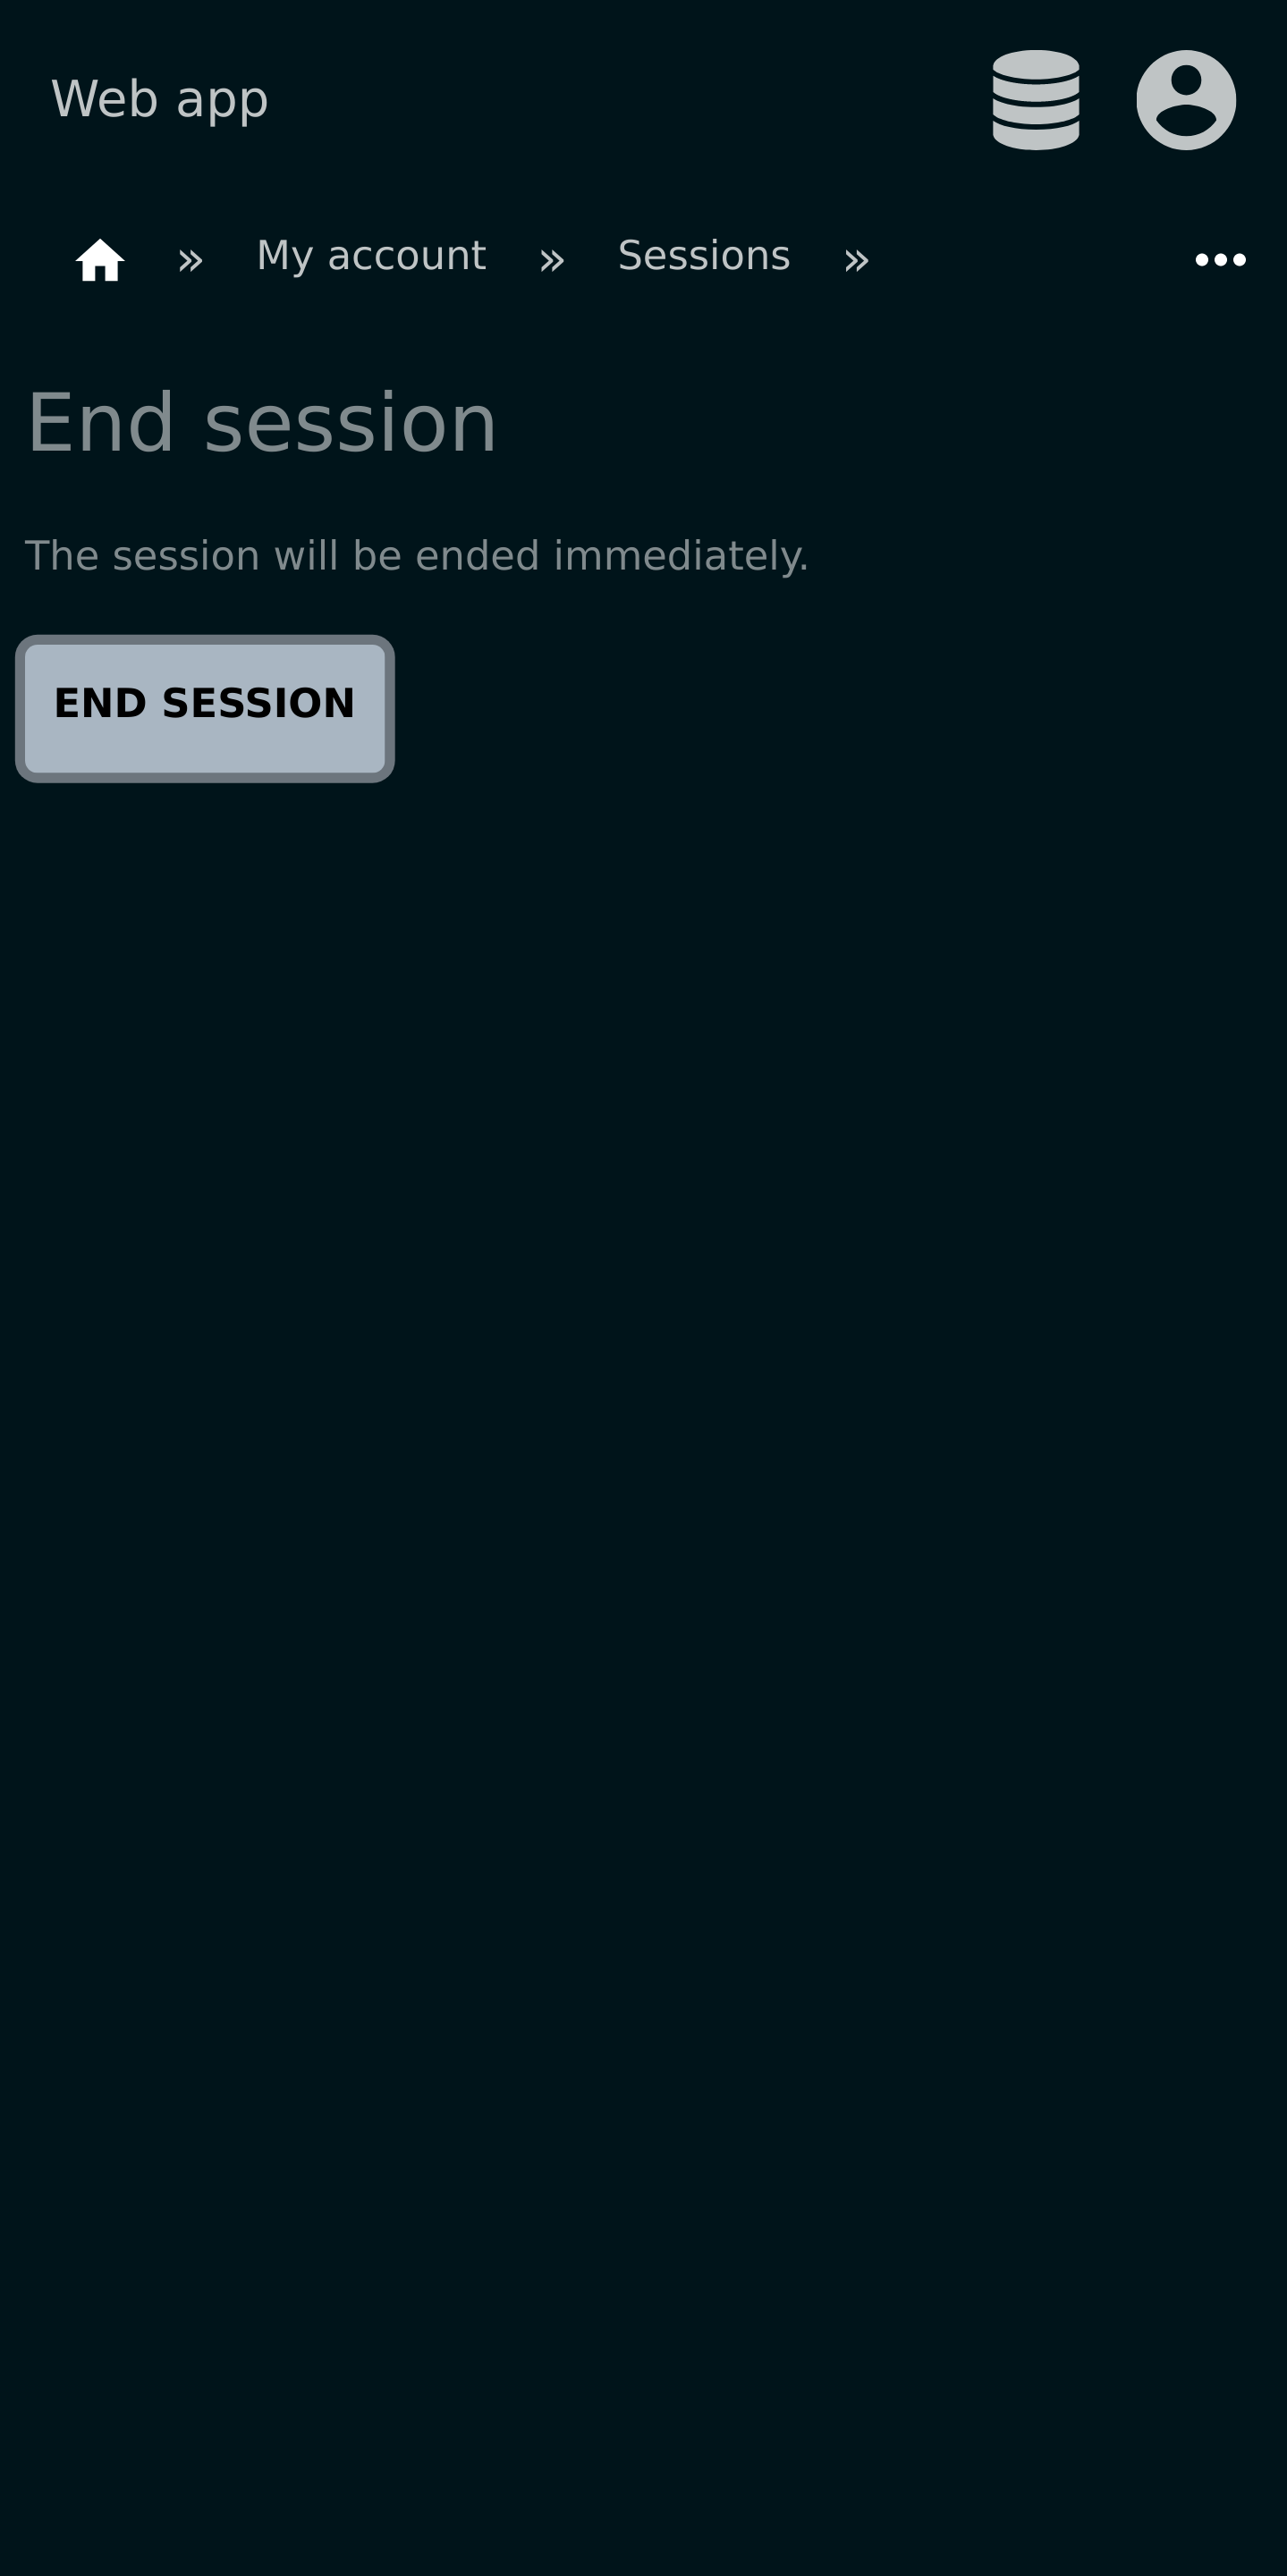 Web app
» My account » Sessions »
End session
The session will be ended immediately.
END SESSION